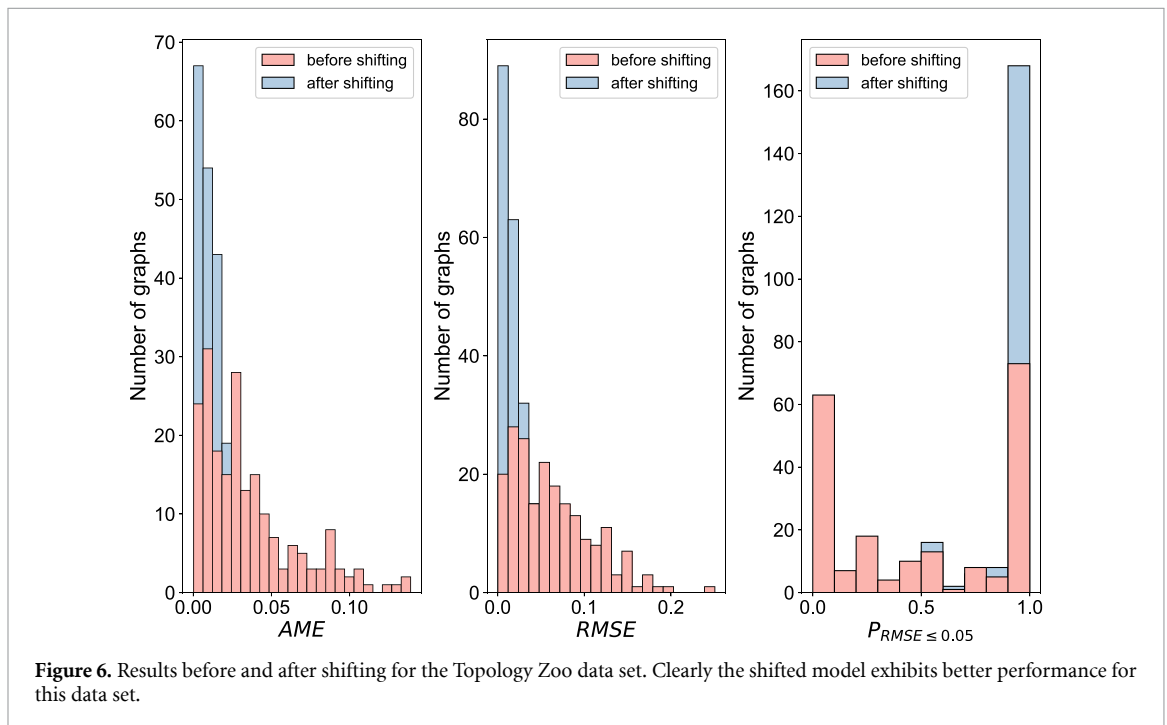 70
60
50
40
30
20
10
0
Number of graphs
before shifting
after shifting
0.00
0.05
0.10
AME
80
60
40
20
0
Number of graphs
before shifting
after shifting
0.0
0.1
0.2
RMSE
160
140
120
100
80
60
40
20
0
Number of graphs
before shifting
after shifting
0.0
0.5
1.0
P_{RMSE ≤ 0.05}
Figure 6. Results before and after shifting for the Topology Zoo data set. Clearly the shifted model exhibits better performance for
this data set.